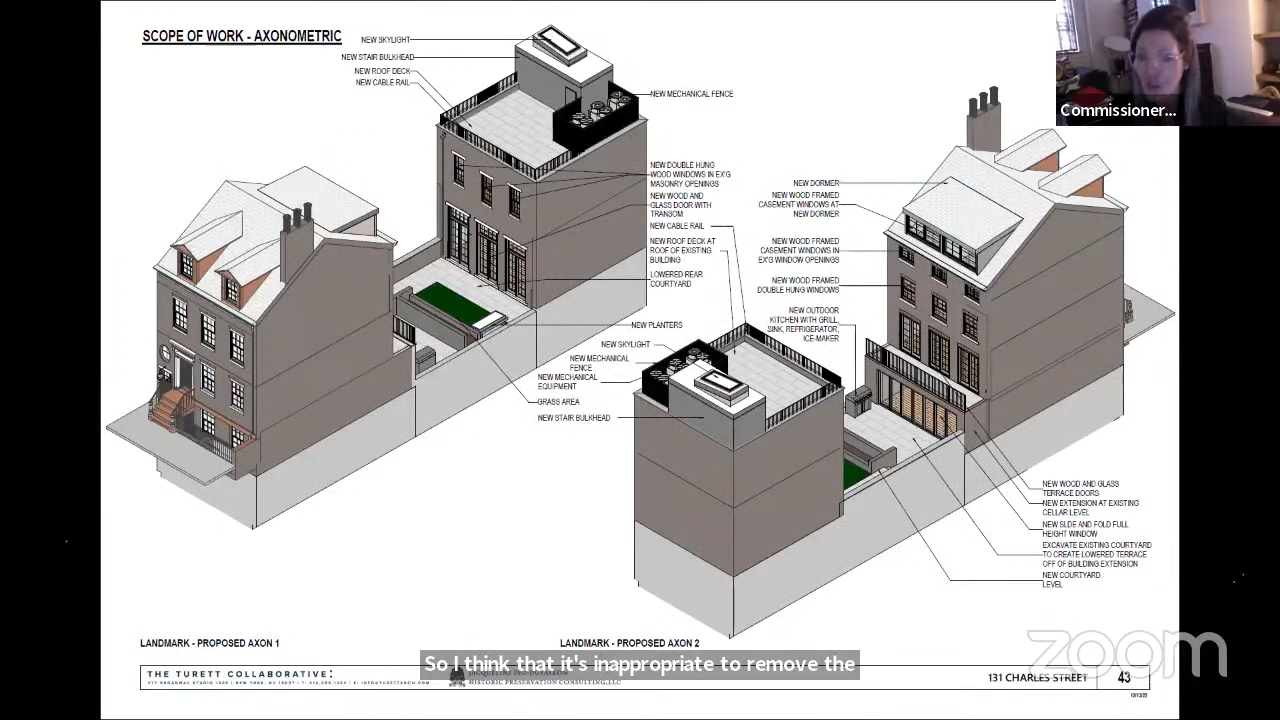 SCOPE OF WORK - AXONOMETRIC
NEW SKYLIGHT
NEW STAIR BULKHEAD
NEW ROOF DECK
NEW CABLE RAIL
NEW MECHANICAL FENCE
Commissioner...
NEW DOUBLE HUNG
WOOD WINDOWS IN EX'G
MASONRY OPENINGS
NEW WOOD AND
GLASS DOOR WITH
TRANSOM
NEW CABLE RAIL
NEW ROOF DECK AT
ROOF OF EXISTING
BUILDING
LOWERED REAR
COURTYARD
NEW PLANTERS
NEW SKYLIGHT
NEW MECHANICAL
FENCE
NEW MECHANICAL
EQUIPMENT
GRASS AREA
NEW STAIR BULKHEAD
NEW DORMER
NEW WOOD FRAMED
CASEMENT WINDOWS AT
NEW DORMER
NEW WOOD FRAMED
CASEMENT WINDOWS IN
EX'G WINDOW OPENINGS
NEW WOOD FRAMED
DOUBLE HUNG WINDOWS
NEW OUTDOOR
KITCHEN WITH GRILL,
SINK, REFRIGERATOR,
ICE-MAKER
NEW WOOD AND GLASS
TERRACE DOORS
NEW EXTENSION AT EXISTING
CELLAR LEVEL
NEW SLDE AND FOLD FULL
HEIGHT WINDOW
EXCAVATE EXISTING COURTYARD
TO CREATE LOWERED TERRACE
OFF OF BUILDING EXTENSION
NEW COURTYARD
LEVEL
LANDMARK - PROPOSED AXON 1
LANDMARK - PROPOSED AXON 2
So I think that it's inappropriate to remove the
THE TURETT COLLABORATIVE:
HISTORIC PRESERVATION CONSULTING, LLC
131 CHARLES STREET
43
zoom